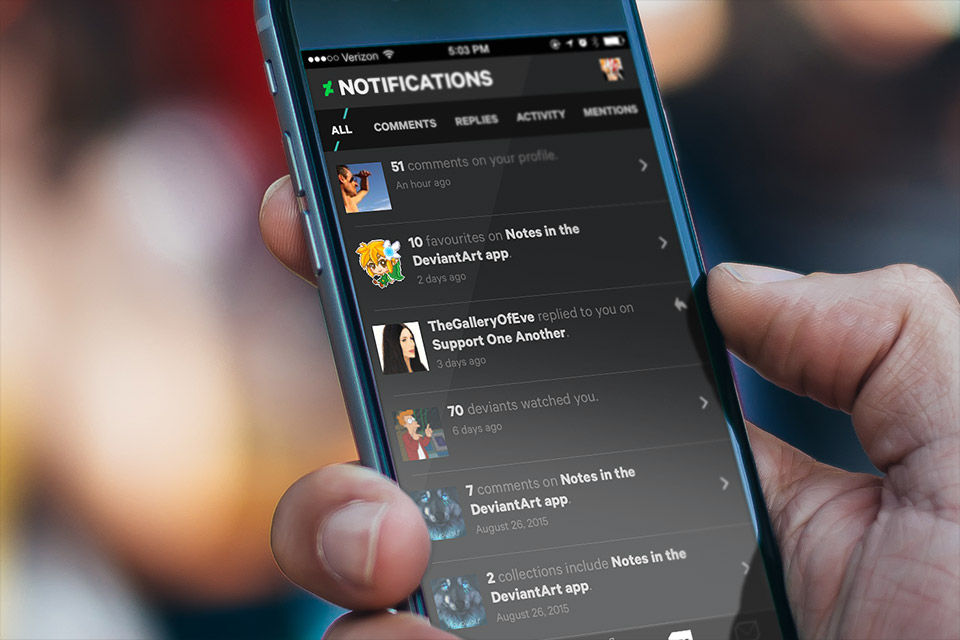 Verizon 5:03 PM
NOTIFICATIONS
ALL COMMENTS REPLIES ACTIVITY MENTIONS
51 comments on your profile.
An hour ago
10 favourites on Notes in the
DeviantArt app.
2 days ago
TheGalleryOfEve replied to you on
Support One Another.
3 days ago
70 deviants watched you.
6 days ago
7 comments on Notes in the
DeviantArt app.
August 26, 2015
2 collections include Notes in the
DeviantArt app.
August 26, 2015